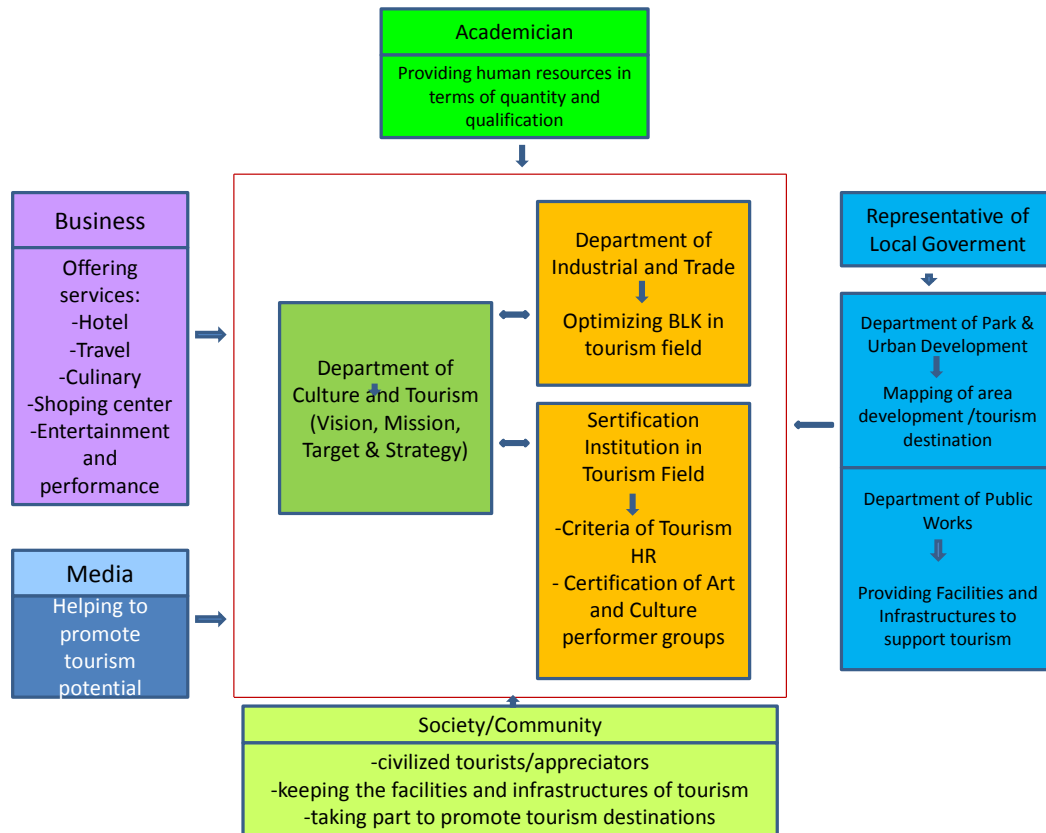 Academician
Providing human resources in
terms of quantity and
qualification
Business
Offering
services:
-Hotel
-Travel
-Culinary
-Shoping center
-Entertainment
and
performance
Media
Helping to
promote
tourism
potential
Department of
Culture and Tourism
(Vision, Mission,
Target & Strategy)
Department of
Industrial and Trade
Optimizing BLK in
tourism field
Sertification
Institution in
Tourism Field
-Criteria of Tourism
HR
- Certification of Art
and Culture
performer groups
Representative of
Local Goverment
Department of Park &
Urban Development
Mapping of area
development /tourism
destination
Department of Public
Works
Providing Facilities and
Infrastructures to
support tourism
Society/Community
-civilized tourists/appreciators
-keeping the facilities and infrastructures of tourism
-taking part to promote tourism destinations